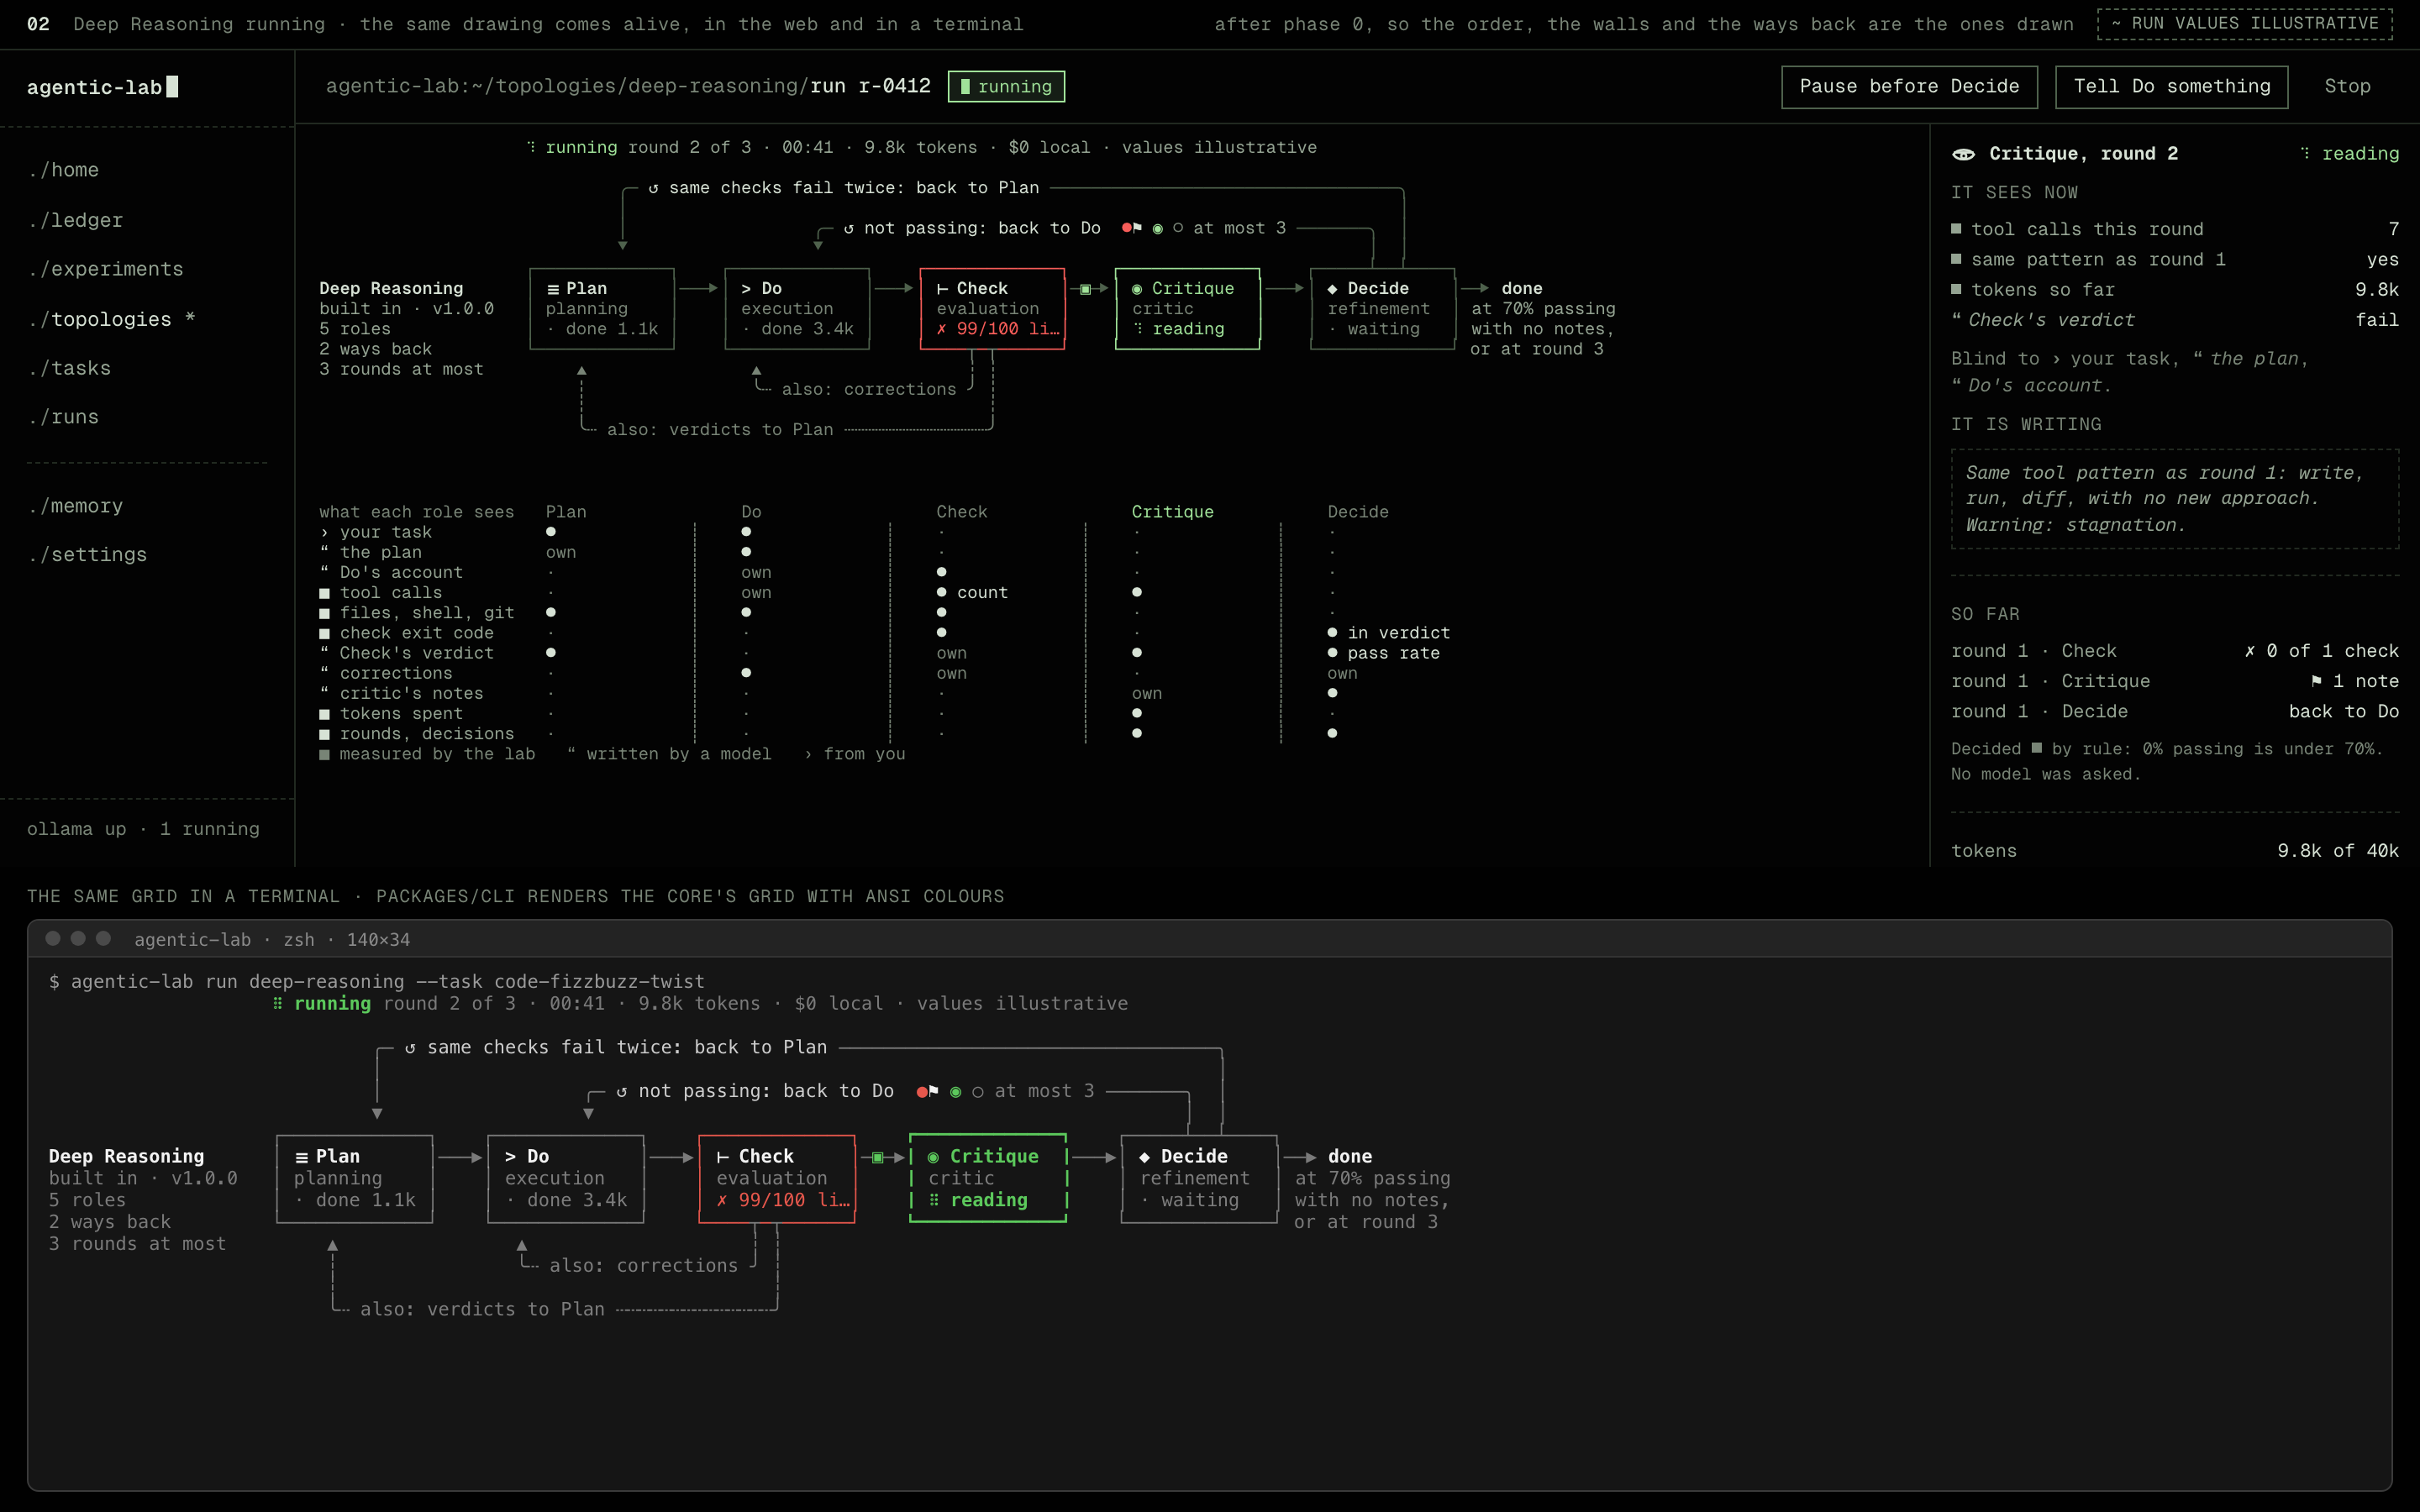 02 Deep Reasoning running · the same drawing comes alive, in the web and in a terminal
after phase 0, so the order, the walls and the ways back are the ones drawn
~ RUN VALUES ILLUSTRATIVE
agentic-lab
./home
./ledger
./experiments
./topologies *
./tasks
./runs
./memory
./settings
ollama up · 1 running
agentic-lab:~/topologies/deep-reasoning/run r-0412
running
Pause before Decide
Tell Do something
Stop
running round 2 of 3 · 00:41 · 9.8k tokens · $0 local · values illustrative
↺ same checks fail twice: back to Plan
↺ not passing: back to Do ●⚑ ◉ ○ at most 3
Deep Reasoning
built in · v1.0.0
5 roles
2 ways back
3 rounds at most
≡ Plan
planning
· done 1.1k
> Do
execution
· done 3.4k
⊢ Check
evaluation
✗ 99/100 li…
◉ Critique
critic
reading
◆ Decide
refinement
· waiting
done
at 70% passing
with no notes,
or at round 3
also: corrections
also: verdicts to Plan
what each role sees Plan Do Check Critique Decide
› your task ● ● · · ·
“ the plan own ● · · ·
“ Do's account · own ● · ·
■ tool calls · own ● count ● ·
■ files, shell, git ● ● ● · ·
■ check exit code · · ● · ● in verdict
“ Check's verdict ● · own ● ● pass rate
“ corrections · ● own · own
“ critic's notes · · · own ●
■ tokens spent · · · ● ·
■ rounds, decisions · · · ● ●
■ measured by the lab “ written by a model › from you
Critique, round 2
reading
IT SEES NOW
■ tool calls this round 7
■ same pattern as round 1 yes
■ tokens so far 9.8k
“ Check's verdict fail
Blind to › your task, “ the plan,
“ Do's account.
IT IS WRITING
Same tool pattern as round 1: write,
run, diff, with no new approach.
Warning: stagnation.
SO FAR
round 1 · Check ✗ 0 of 1 check
round 1 · Critique ⚑ 1 note
round 1 · Decide back to Do
Decided ■ by rule: 0% passing is under 70%.
No model was asked.
tokens 9.8k of 40k
THE SAME GRID IN A TERMINAL · PACKAGES/CLI RENDERS THE CORE'S GRID WITH ANSI COLOURS
agentic-lab · zsh · 140×34
$ agentic-lab run deep-reasoning --task code-fizzbuzz-twist
running round 2 of 3 · 00:41 · 9.8k tokens · $0 local · values illustrative
↺ same checks fail twice: back to Plan
↺ not passing: back to Do ●⚑ ◉ ○ at most 3
Deep Reasoning
built in · v1.0.0
5 roles
2 ways back
3 rounds at most
≡ Plan
planning
· done 1.1k
> Do
execution
· done 3.4k
⊢ Check
evaluation
✗ 99/100 li…
◉ Critique
critic
reading
◆ Decide
refinement
· waiting
done
at 70% passing
with no notes,
or at round 3
also: corrections
also: verdicts to Plan